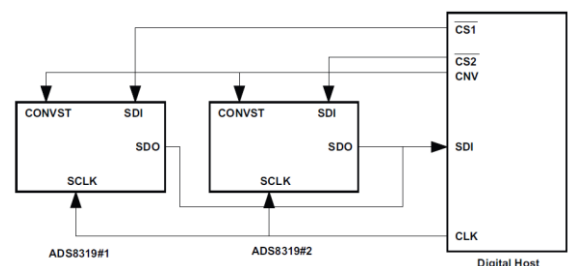 CS1
CS2
CNV
CONVST SDI
CONVST SDI
SDO
SDO
SDI
SCLK
SCLK
CLK
ADS8319#1
ADS8319#2
Digital Host